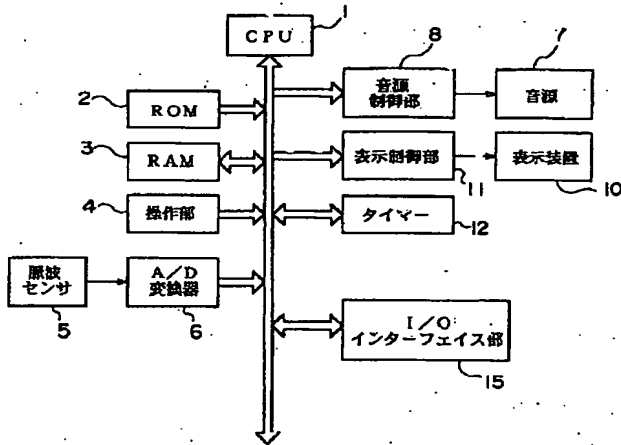 1
CPU
8
7
2
ROM
音源
制御部
音源
3
RAM
表示制御部
表示装置
11
10
4
操作部
タイマー
12
脈波
センサ
A/D
変換器
5
6
I/O
インターフェイス部
15